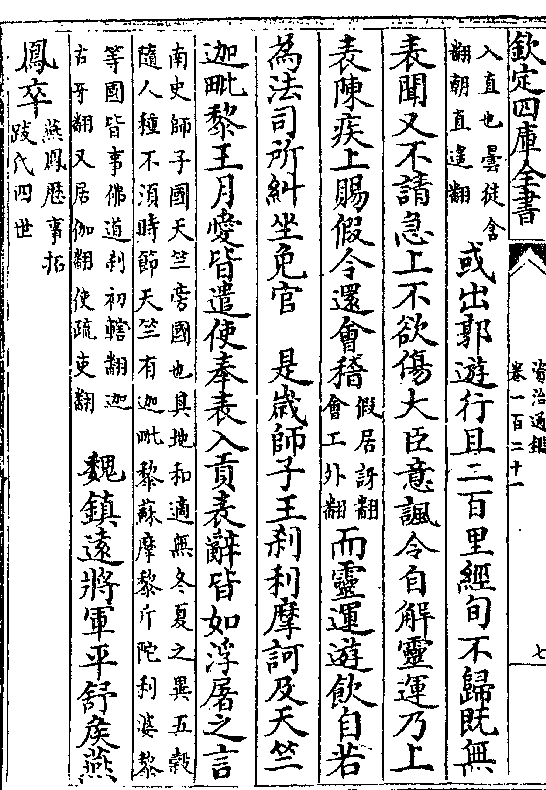 欽定四庫全書
資治通鑑
卷一百二十一
七
入直也曇徒含
翻朝直遥翻
或出郭遊行且二百里經旬不歸既無
表聞又不請急上不欲傷大臣意諷令自解靈運乃上
表陳疾上賜假令還會稽
假居訝翻
會工外翻
而靈運遊飲自若
為法司所糾坐免官　是歲師子王刹利摩訶及天竺
迦毗黎王月愛皆遣使奉表入貢表辭皆如浮屠之言
南史師子國天竺旁國也其地和適無冬夏之異五穀
隨人種不須時節天竺有迦毗黎蘇摩黎斤陀利婆黎
等國皆事佛道刹初轄翻迦
古牙翻又居伽翻使疏吏翻
魏鎮遠將軍平舒侯燕
鳳卒
燕鳳歷事拓
跋氏四世